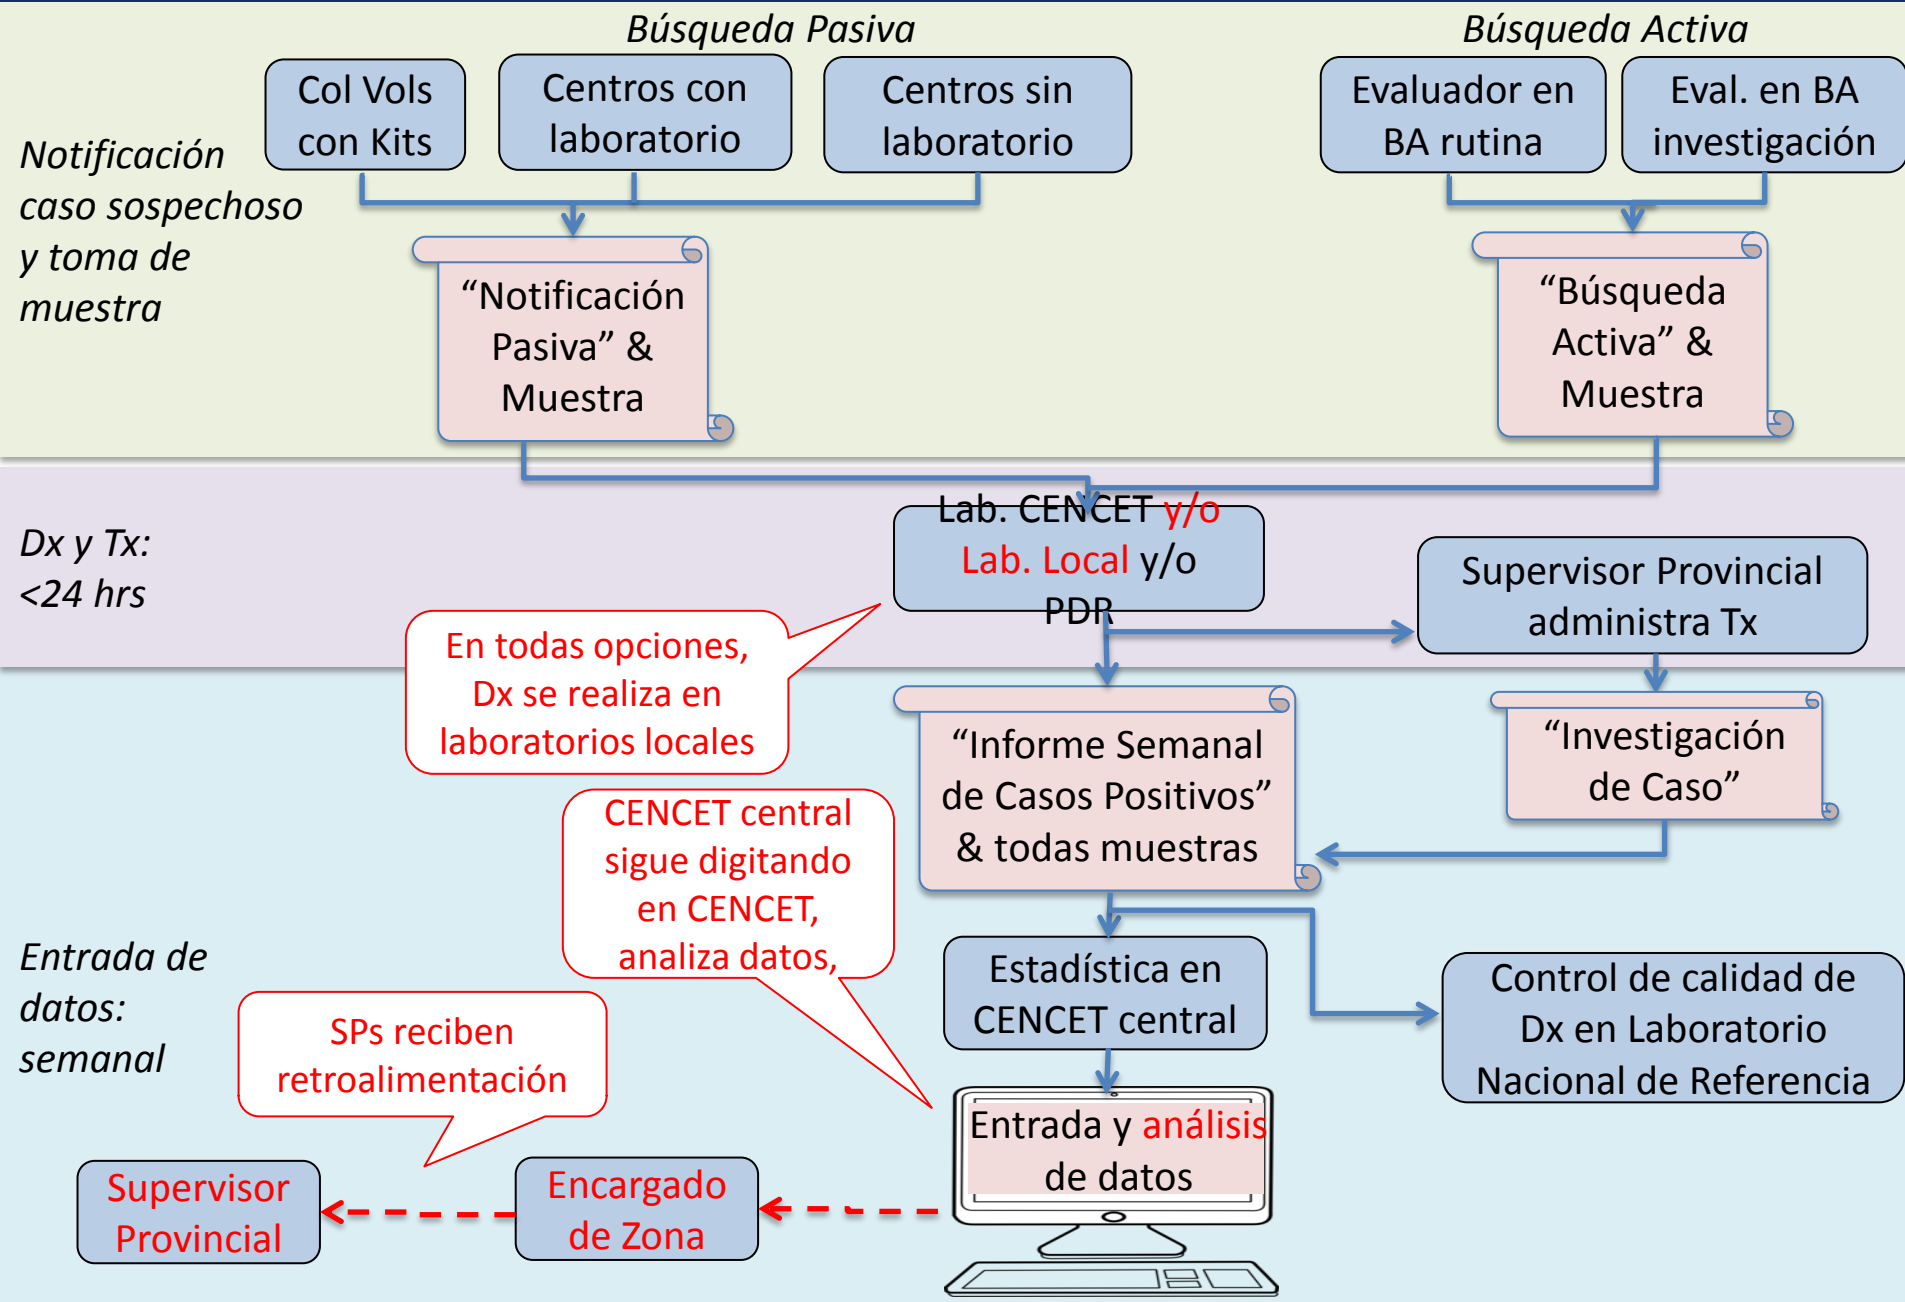 Búsqueda Pasiva
Búsqueda Activa
Col Vols
con Kits
Centros con
laboratorio
Centros sin
laboratorio
Evaluador en
BA rutina
Eval. en BA
investigación
Notificación
caso sospechoso
y toma de
muestra
“Notificación
Pasiva” &
Muestra
“Búsqueda
Activa” &
Muestra
Dx y Tx:
<24 hrs
Lab. CENCET y/o
Lab. Local y/o
PDR
Supervisor Provincial
administra Tx
En todas opciones,
Dx se realiza en
laboratorios locales
“Informe Semanal
de Casos Positivos”
& todas muestras
“Investigación
de Caso”
CENCET central
sigue digitando
en CENCET,
analiza datos,
Entrada de
datos:
semanal
Estadística en
CENCET central
Control de calidad de
Dx en Laboratorio
Nacional de Referencia
SPs reciben
retroalimentación
Entrada y análisis
de datos
Encargado
de Zona
Supervisor
Provincial